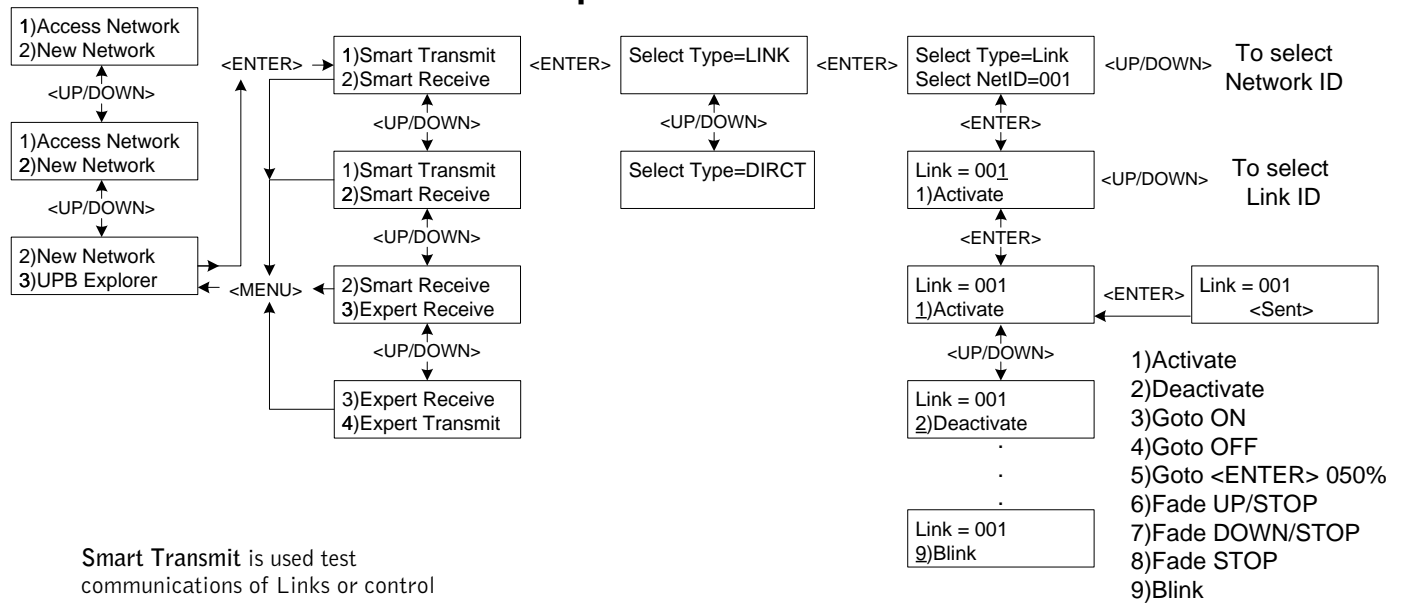 1)Access Network
2)New Network
<UP/DOWN>
1)Access Network
2)New Network
<UP/DOWN>
2)New Network
3)UPB Explorer
<ENTER>
<MENU>
1)Smart Transmit
2)Smart Receive
<UP/DOWN>
1)Smart Transmit
2)Smart Receive
<UP/DOWN>
2)Smart Receive
3)Expert Receive
<UP/DOWN>
3)Expert Receive
4)Expert Transmit
<ENTER>
Select Type=LINK
<UP/DOWN>
Select Type=DIRCT
<ENTER>
Select Type=Link
Select NetID=001
<UP/DOWN>
To select
Network ID
<ENTER>
Link = 001
1)Activate
<UP/DOWN>
To select
Link ID
<ENTER>
Link = 001
1)Activate
<ENTER>
Link = 001
<Sent>
<UP/DOWN>
Link = 001
2)Deactivate
.
.
.
Link = 001
9)Blink
1)Activate
2)Deactivate
3)Goto ON
4)Goto OFF
5)Goto <ENTER> 050%
6)Fade UP/STOP
7)Fade DOWN/STOP
8)Fade STOP
9)Blink
Smart Transmit is used test
communications of Links or control